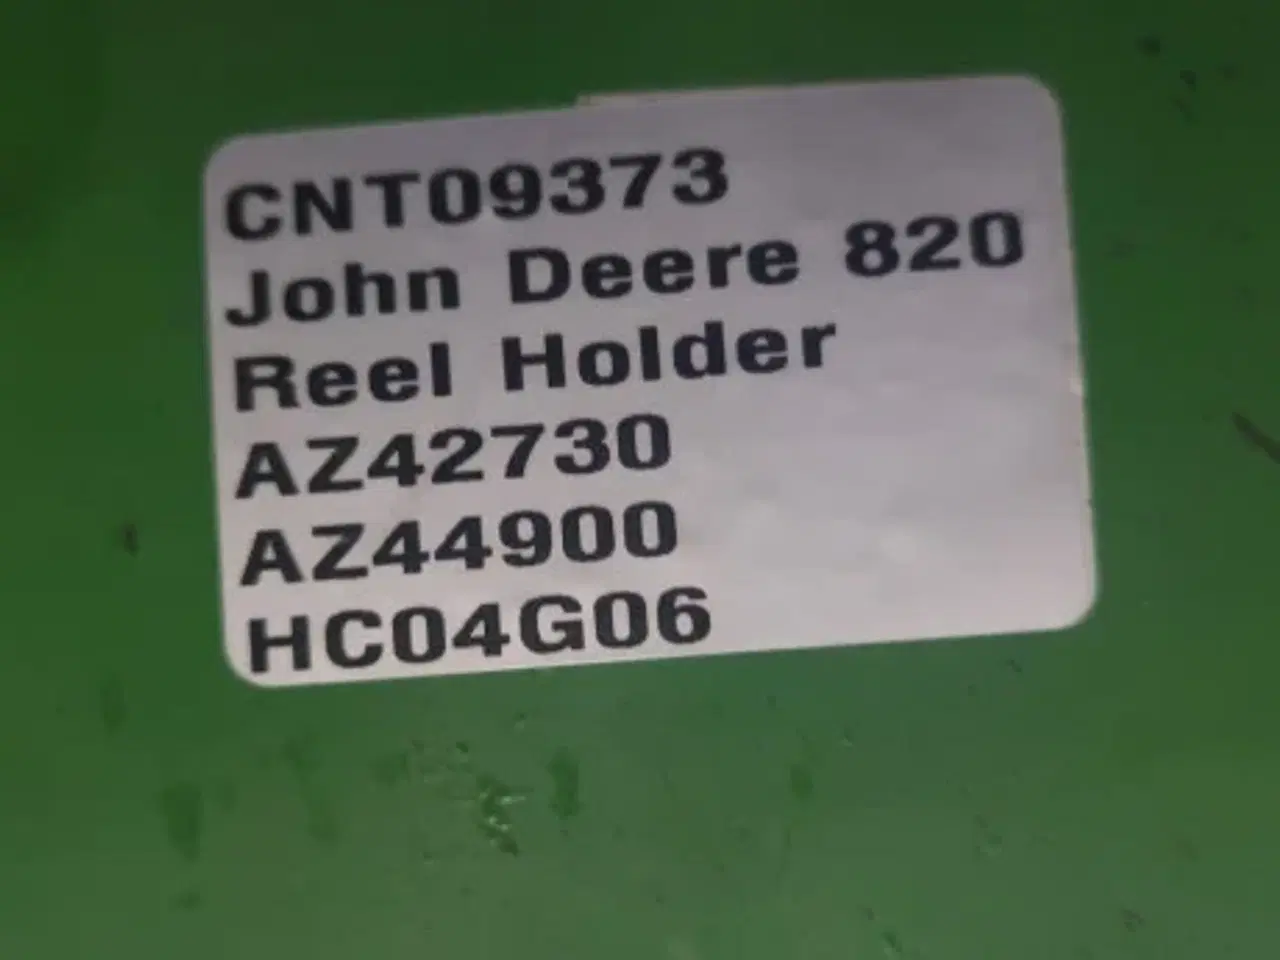 CNT09373
John Deere 820
Reel Holder
AZ42730
AZ44900
HC04G06